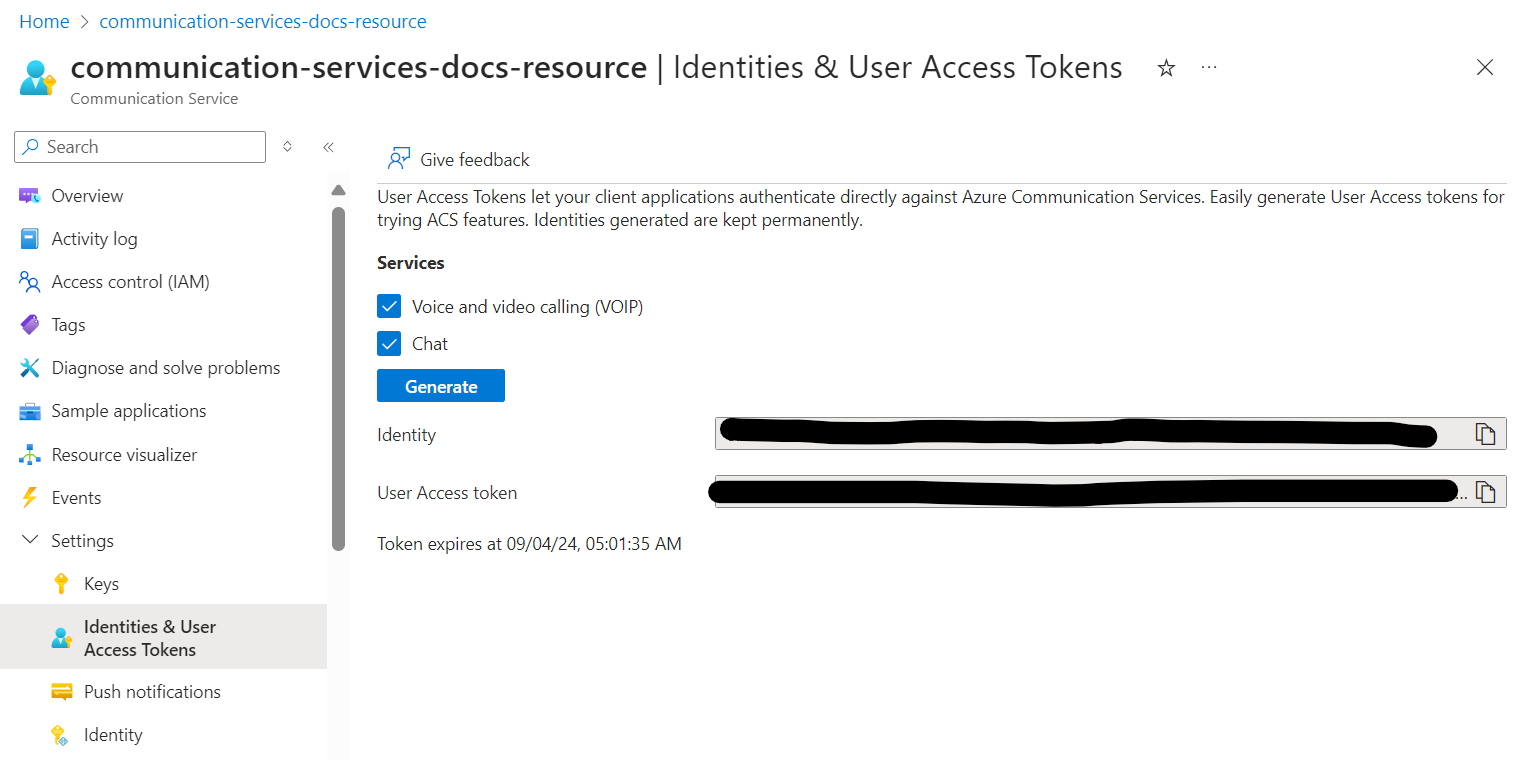 Home > communication-services-docs-resource
communication-services-docs-resource | Identities & User Access Tokens
Communication Service
Search
Overview
Activity log
Access control (IAM)
Tags
Diagnose and solve problems
Sample applications
Resource visualizer
Events
Settings
Keys
Identities & User
Access Tokens
Push notifications
Identity
Give feedback
User Access Tokens let your client applications authenticate directly against Azure Communication Services. Easily generate User Access tokens for
trying ACS features. Identities generated are kept permanently.
Services
Voice and video calling (VOIP)
Chat
Generate
Identity
User Access token
...
Token expires at 09/04/24, 05:01:35 AM